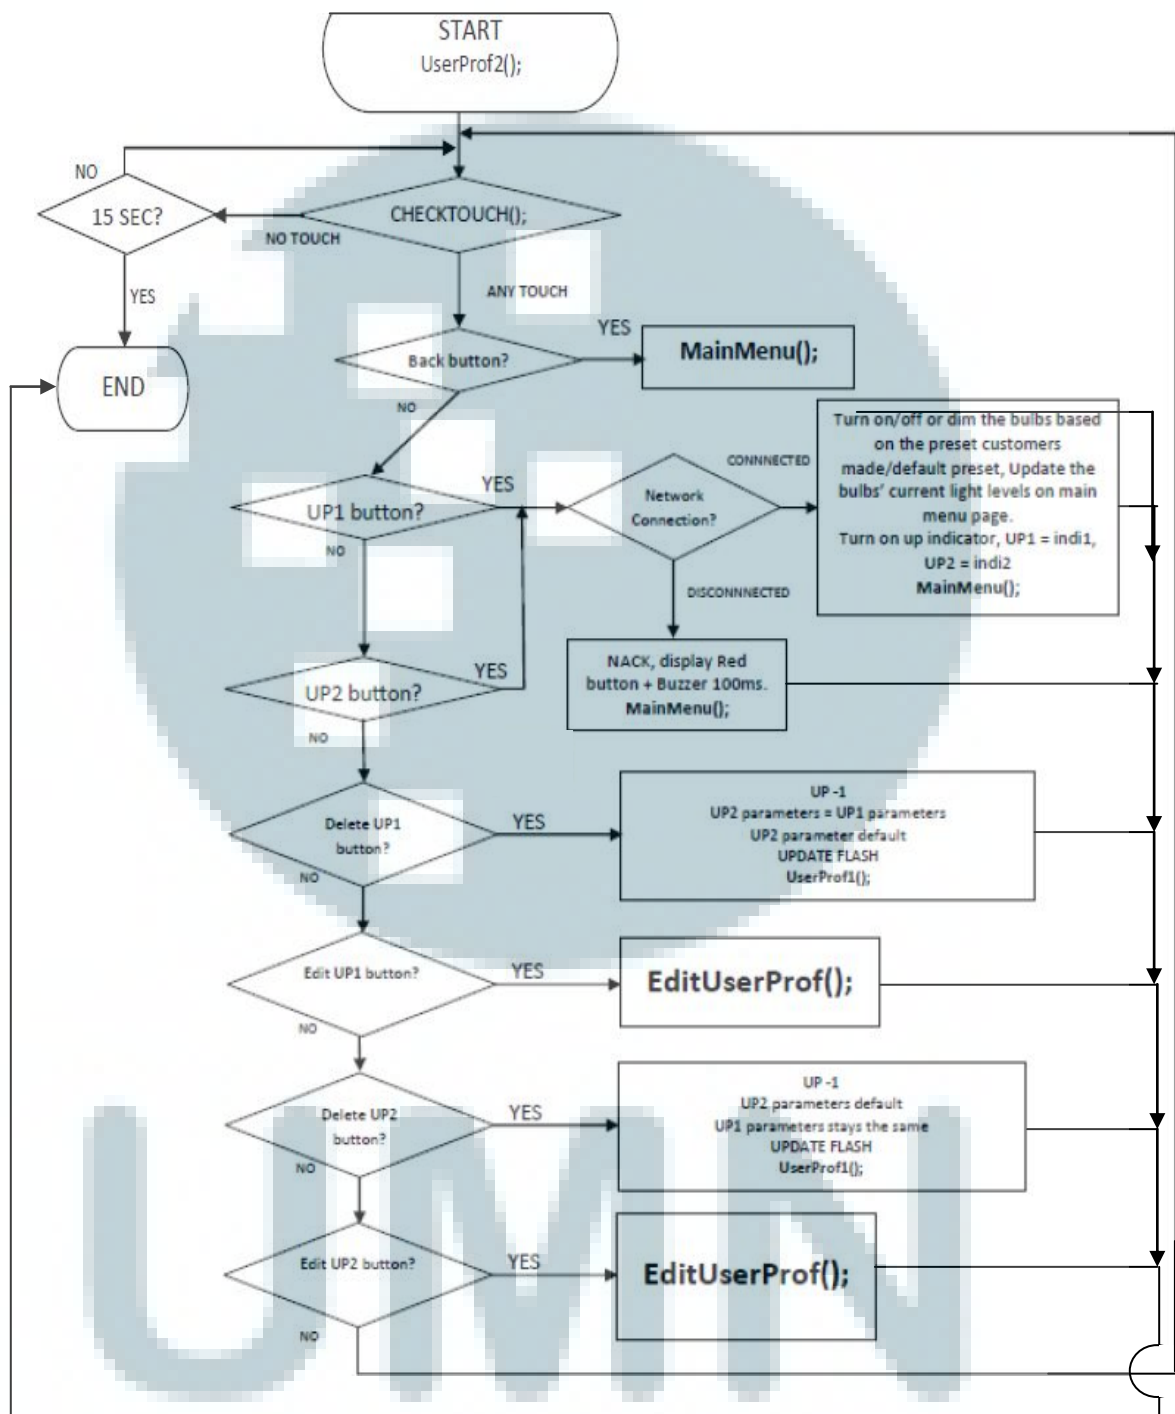 START
UserProf2();
NO
15 SEC?
CHECKTOUCH();
NO TOUCH
YES
ANY TOUCH
END
Back button?
YES
MainMenu();
NO
UP1 button?
YES
NO
Network
Connection?
CONNNECTED
Turn on/off or dim the bulbs based
on the preset customers
made/default preset, Update the
bulbs' current light levels on main
menu page.
Turn on up indicator, UP1 = indi1,
UP2 = indi2
MainMenu();
DISCONNNECTED
NACK, display Red
button + Buzzer 100ms.
MainMenu();
UP2 button?
YES
NO
Delete UP1
button?
YES
NO
UP -1
UP2 parameters = UP1 parameters
UP2 parameter default
UPDATE FLASH
UserProf1();
Edit UP1 button?
YES
NO
EditUserProf();
Delete UP2
button?
YES
NO
UP -1
UP2 parameters default
UP1 parameters stays the same
UPDATE FLASH
UserProf1();
Edit UP2 button?
YES
NO
EditUserProf();
UMN